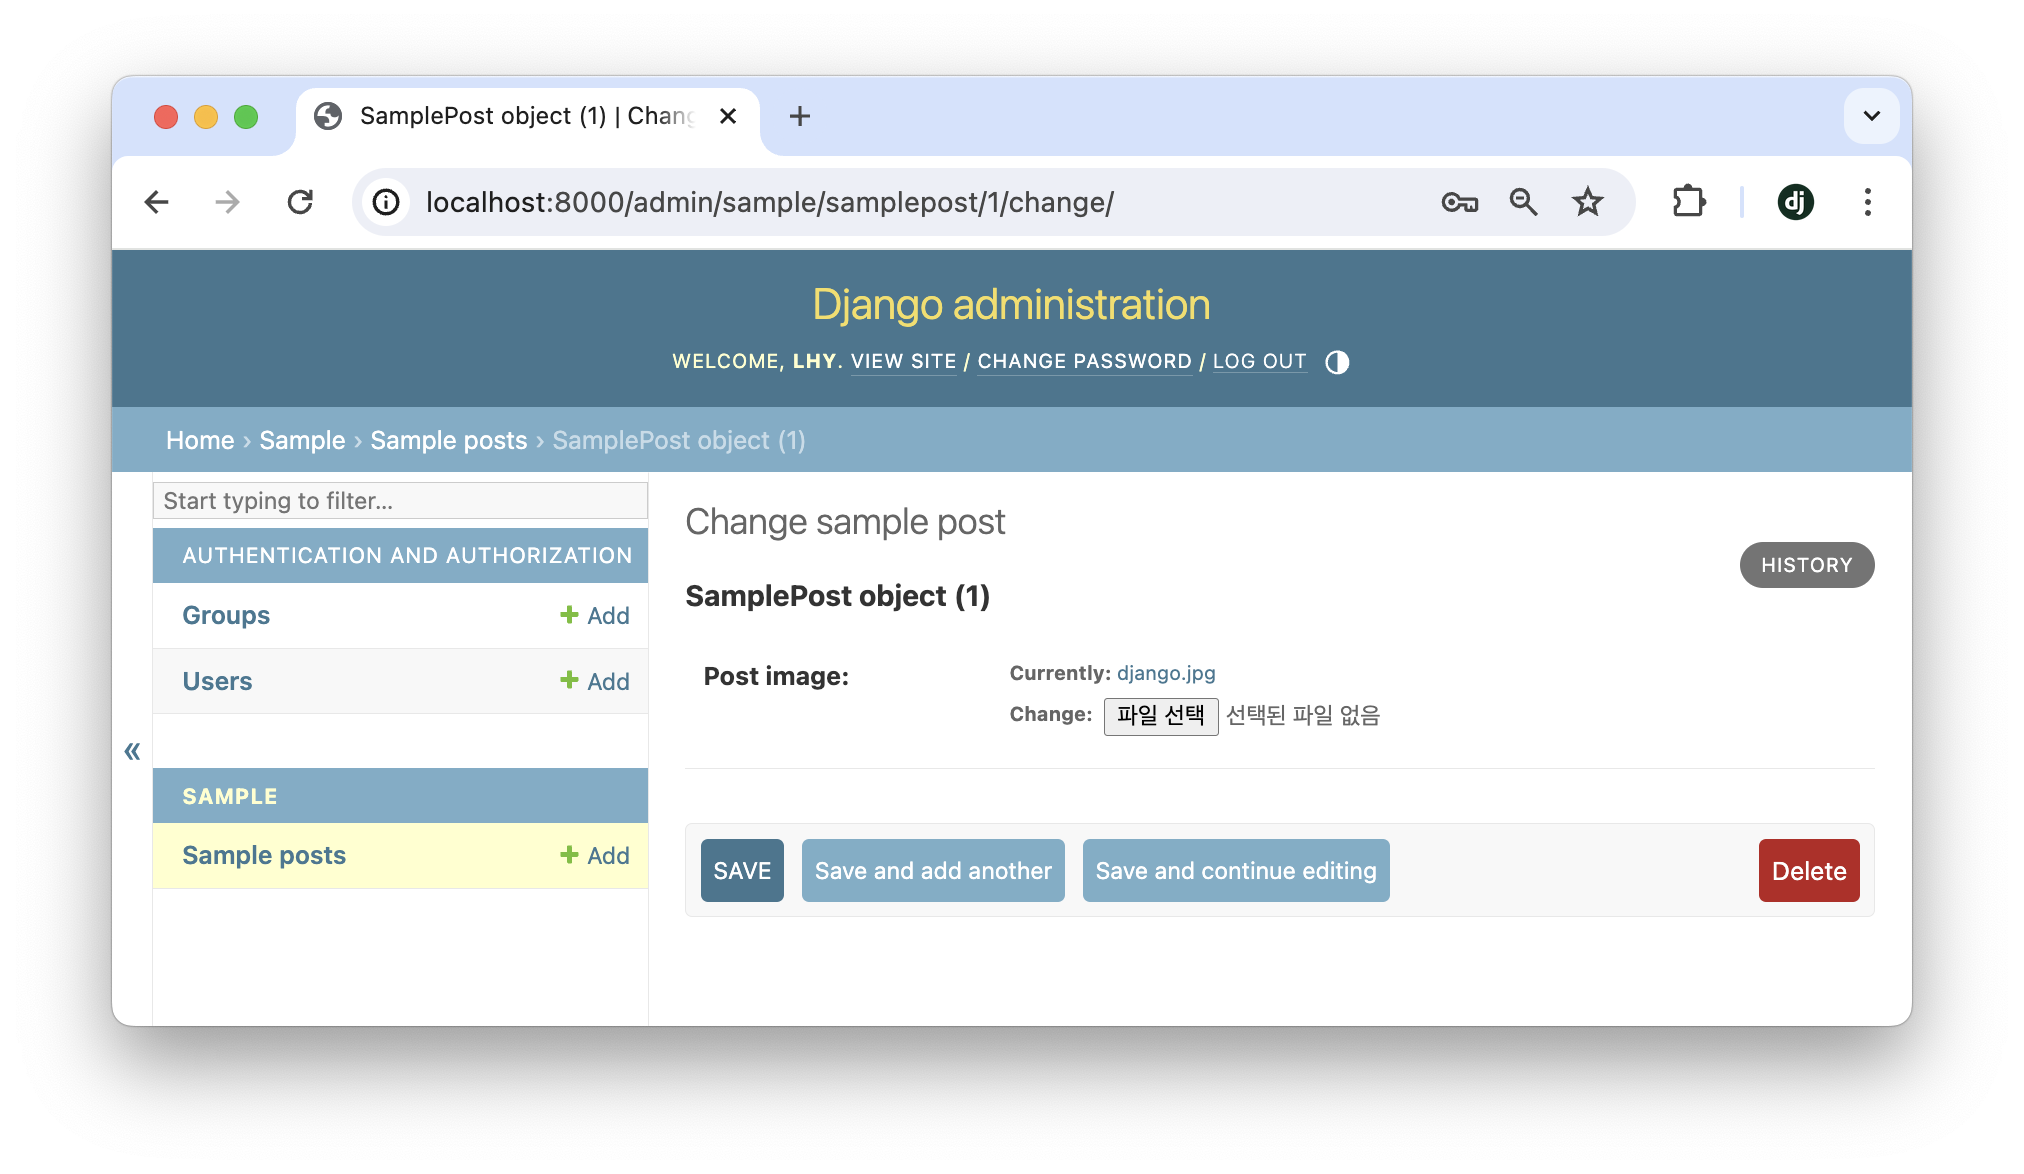 SamplePost object (1) | Chang
localhost:8000/admin/sample/samplepost/1/change/
dj
Django administration
WELCOME, LHY. VIEW SITE / CHANGE PASSWORD / LOG OUT
Home › Sample › Sample posts › SamplePost object (1)
Start typing to filter...
AUTHENTICATION AND AUTHORIZATION
Groups + Add
Users + Add
«
SAMPLE
Sample posts + Add
Change sample post
HISTORY
SamplePost object (1)
Post image:
Currently: django.jpg
Change: 파일 선택 선택된 파일 없음
SAVE Save and add another Save and continue editing Delete